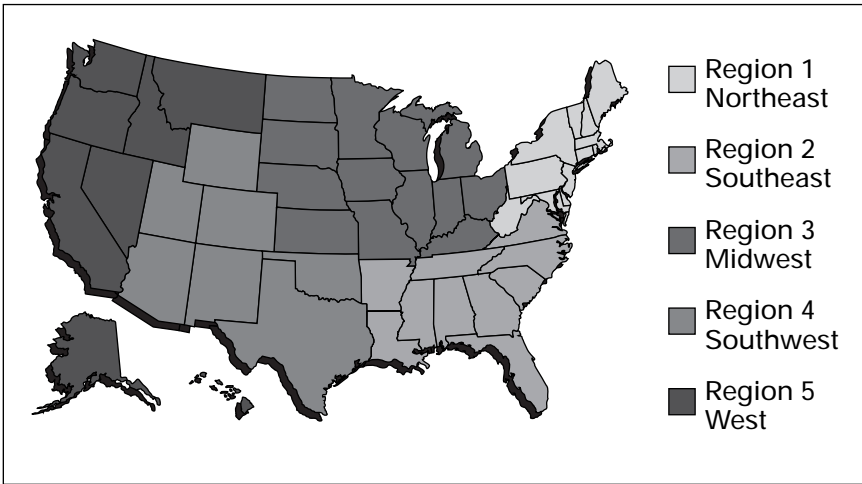 Region 1
Northeast
Region 2
Southeast
Region 3
Midwest
Region 4
Southwest
Region 5
West